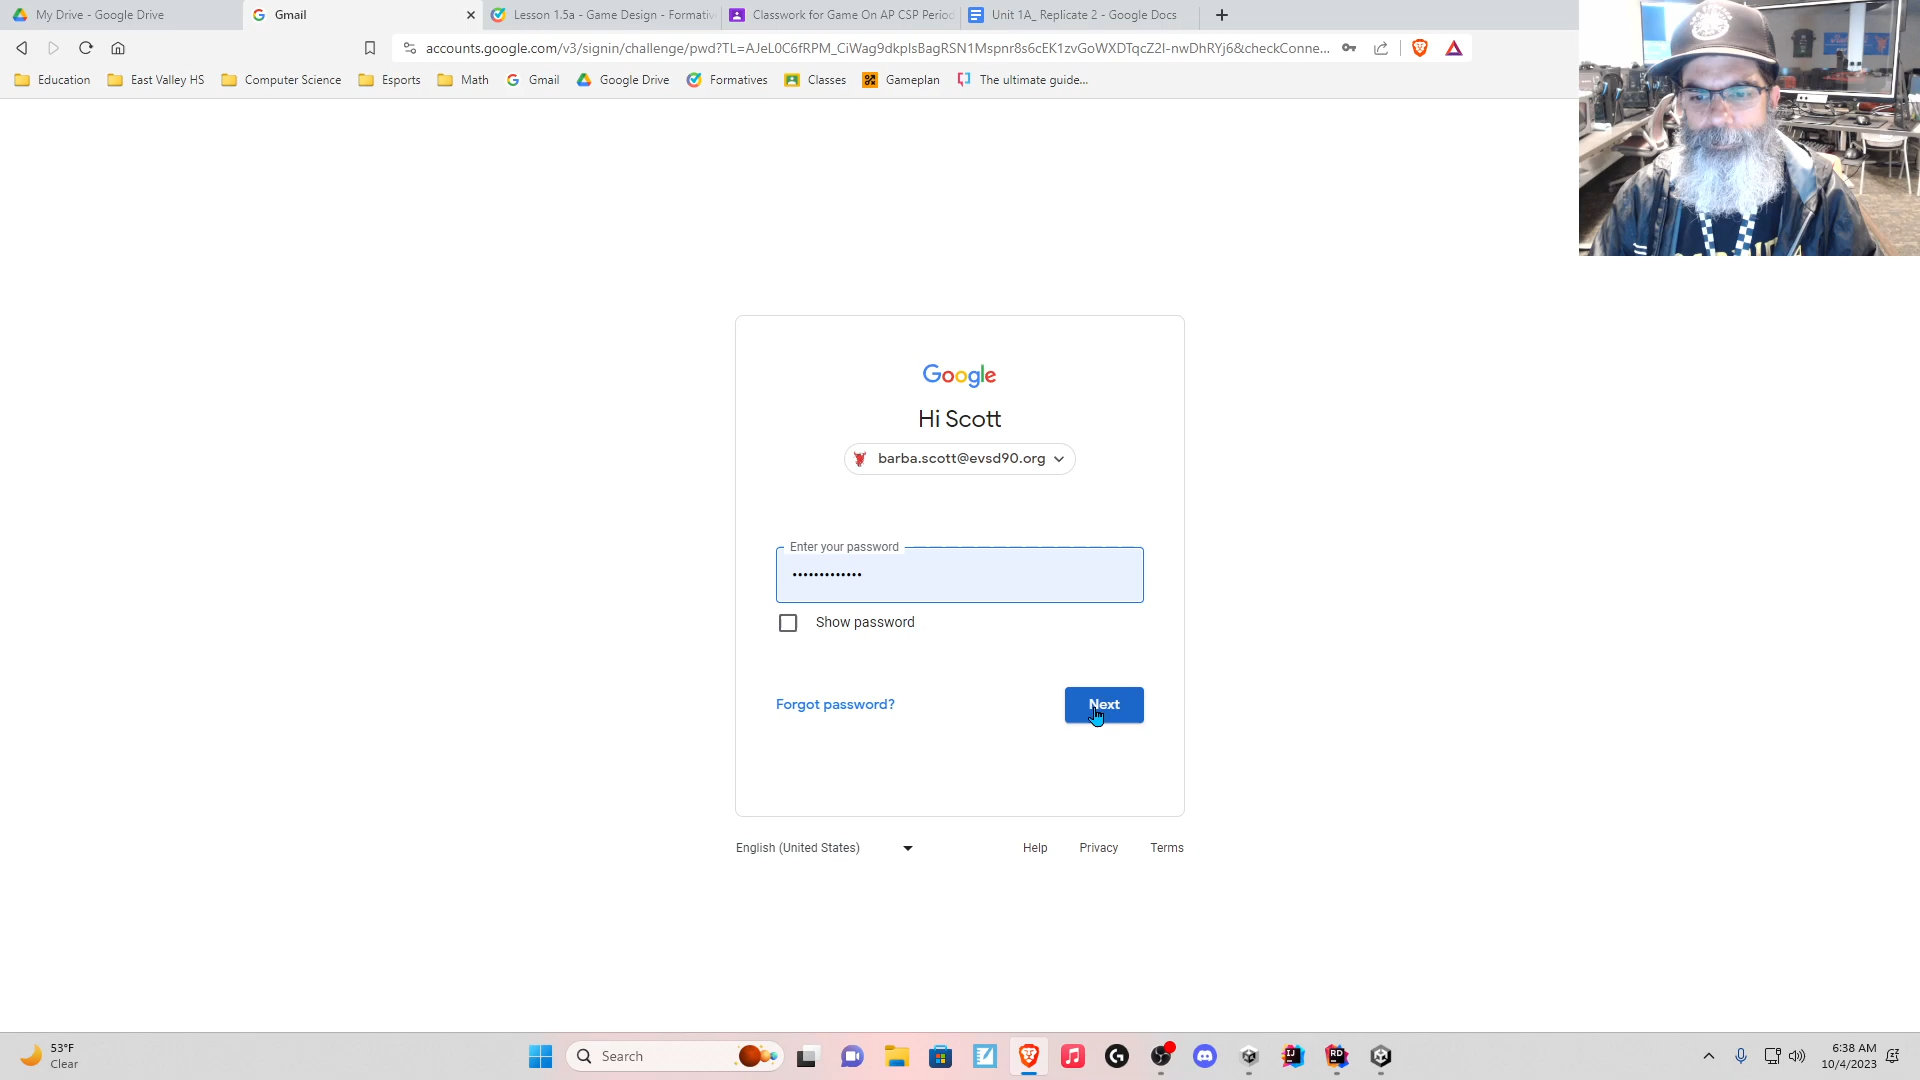 My Drive - Google Drive
Gmail
Lesson 1.5a - Game Design - Formativ
Classwork for Game On AP CSP Perio
Unit 1A_ Replicate 2 - Google Docs
accounts.google.com/v3/signin/challenge/pwd?TL=AJeL0C6fRPM_CiWag9dkplsBagRSN1Mspnr8s6cEK1zvGoWXDTqcZ2l-nwDhRYj6&checkConne...
Education
East Valley HS
Computer Science
Esports
Math
Gmail
Google Drive
Formatives
Classes
Gameplan
The ultimate guide...
Google
Hi Scott
barba.scott@evsd90.org
Enter your password
•••••••••••••
Show password
Forgot password?
Next
English (United States)
Help
Privacy
Terms
53°F
Clear
Search
6:38 AM
10/4/2023